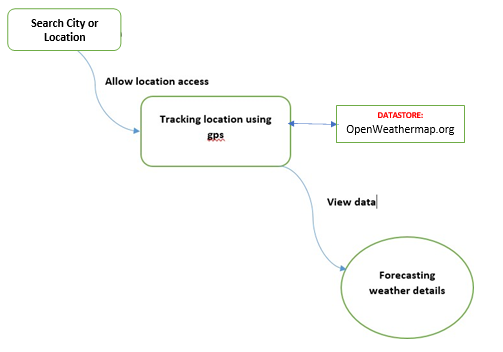 Search City or
Location
Allow location access
Tracking location using
gps
DATASTORE:
OpenWeathermap.org
View data
Forecasting
weather details